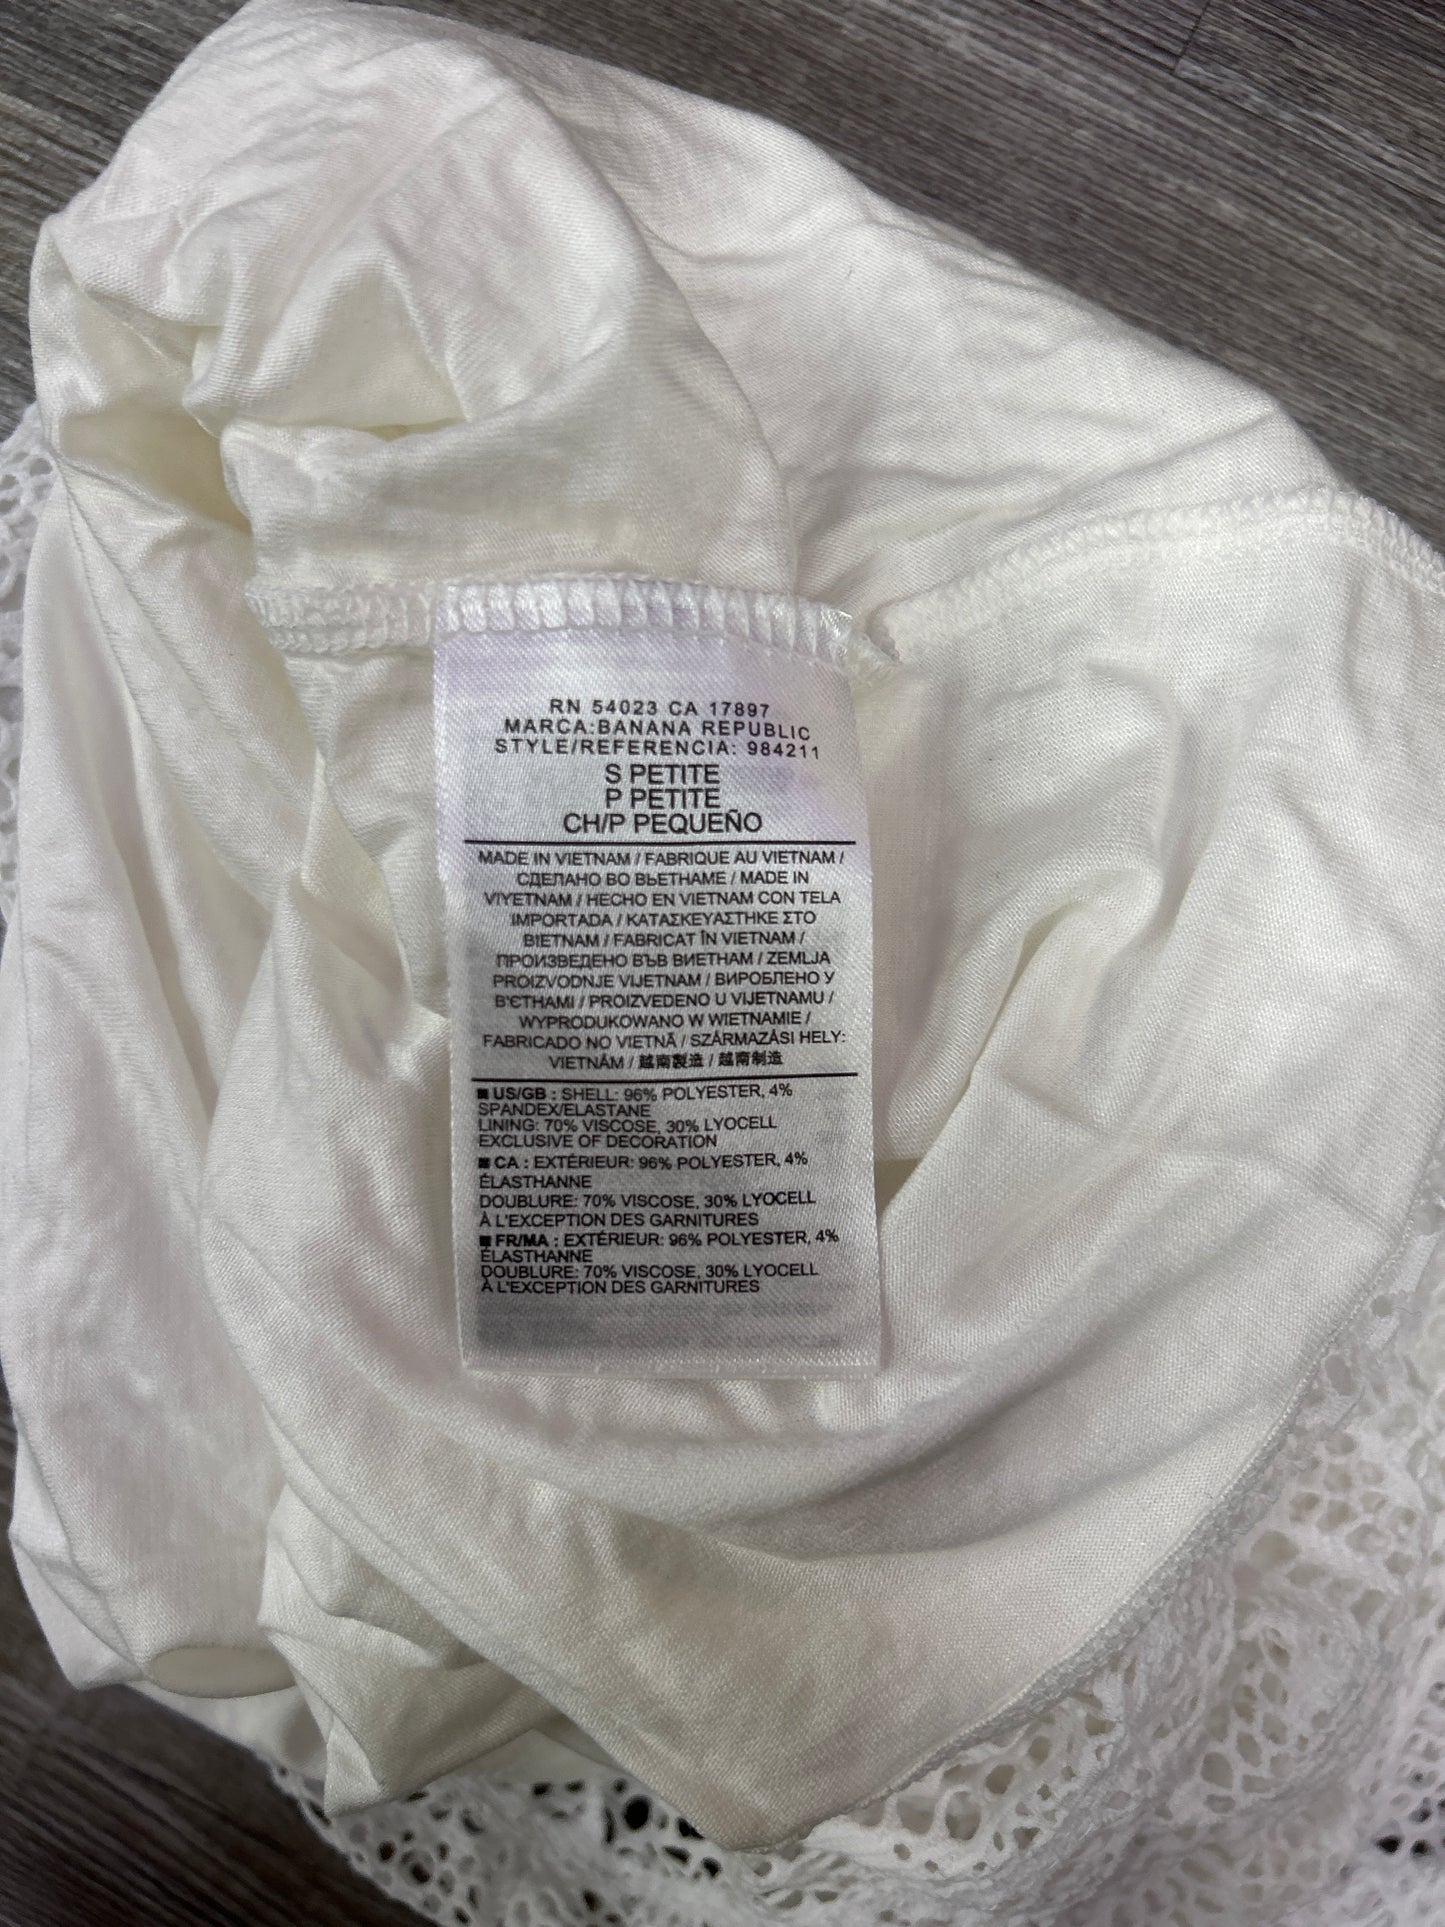 RN 54023 CA 17897
MARCA:BANANA REPUBLIC
STYLE/REFERENCIA: 984211
S PETITE
P PETITE
CH/P PEQUEÑO
MADE IN VIETNAM / FABRIQUE AU VIETNAM /
СДЕЛАНО ВО ВЬЕТНАМЕ / MADE IN
VIYETNAM / HECHO EN VIETNAM CON TELA
IMPORTADA / ΚΑΤΑΣΚΕΥΑΣΤΗΚΕ ΣΤΟ
ΒΙΕΤΝΑΜ / FABRICAT ÎN VIETNAM /
ПРОИЗВЕДЕНО ВЪВ ВИЕТНАМ / ZEMLJA
PROIZVODNJE VIJETNAM / ВИРОБЛЕНО У
В'ЄТНАМІ / PROIZVEDENO U VIJETNAMU /
WYPRODUKOWANO W WIETNAMIE /
FABRICADO NO VIETNÃ / SZÁRMAZÁSI HELY:
VIETNÁM / 越南製造 / 越南制造
■ US/GB : SHELL: 96% POLYESTER, 4%
SPANDEX/ELASTANE
LINING: 70% VISCOSE, 30% LYOCELL
EXCLUSIVE OF DECORATION
■ CA : EXTÉRIEUR: 96% POLYESTER, 4%
ÉLASTHANNE
DOUBLURE: 70% VISCOSE, 30% LYOCELL
À L'EXCEPTION DES GARNITURES
■ FR/MA : EXTÉRIEUR: 96% POLYESTER, 4%
ÉLASTHANNE
DOUBLURE: 70% VISCOSE, 30% LYOCELL
À L'EXCEPTION DES GARNITURES